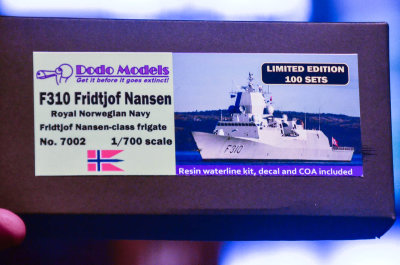 Dodo Models
Get it before it goes extinct!
F310 Fridtjof Nansen
Royal Norwegian Navy
Fridtjof Nansen-class frigate
No. 7002 1/700 scale
LIMITED EDITION
100 SETS
F310
Resin waterline kit, decal and COA included